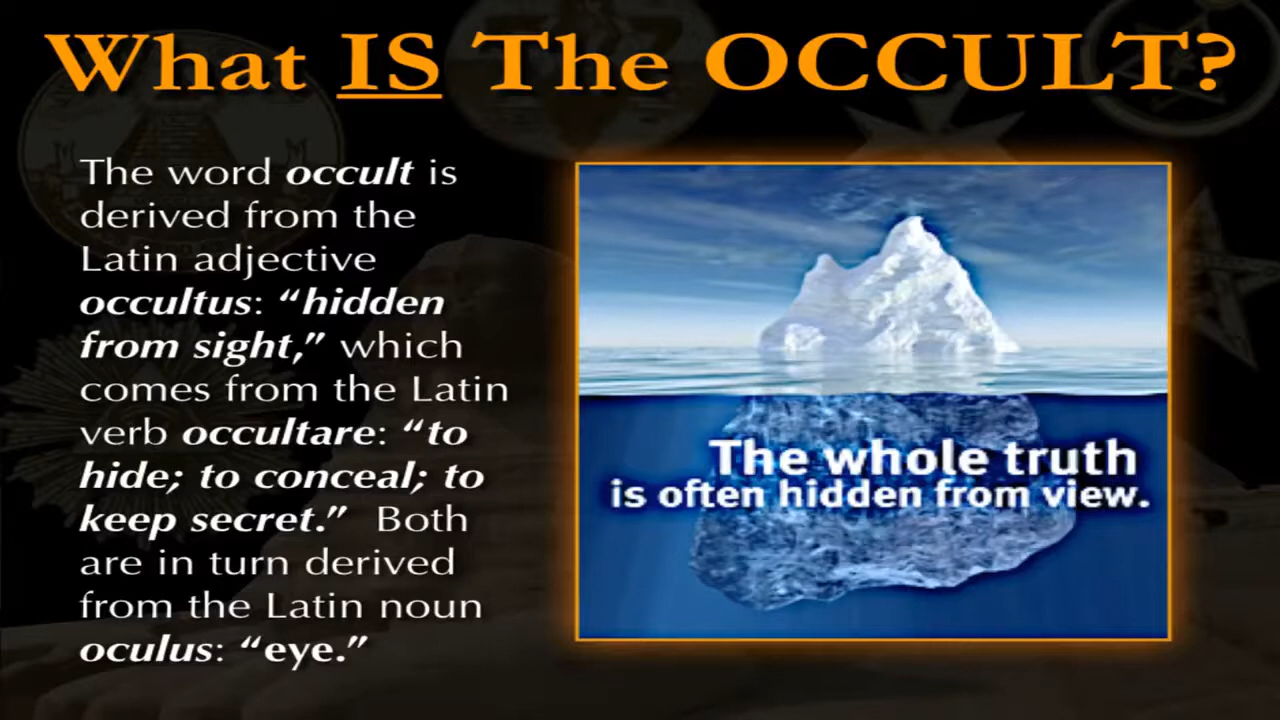 What IS The OCCULT?
The word occult is
derived from the
Latin adjective
occultus: “hidden
from sight,” which
comes from the Latin
verb occultare: “to
hide; to conceal; to
keep secret.” Both
are in turn derived
from the Latin noun
oculus: “eye.”
The whole truth
is often hidden from view.